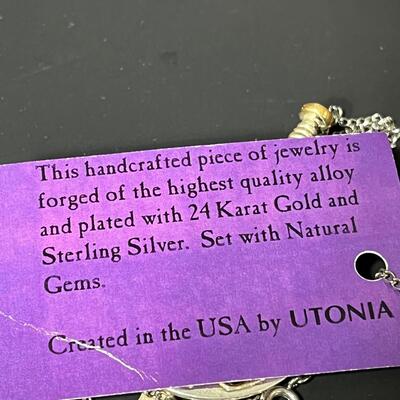 This handcrafted piece of jewelry is
forged of the highest quality alloy
and plated with 24 Karat Gold and
Sterling Silver. Set with Natural
Gems.
Created in the USA by UTONIA